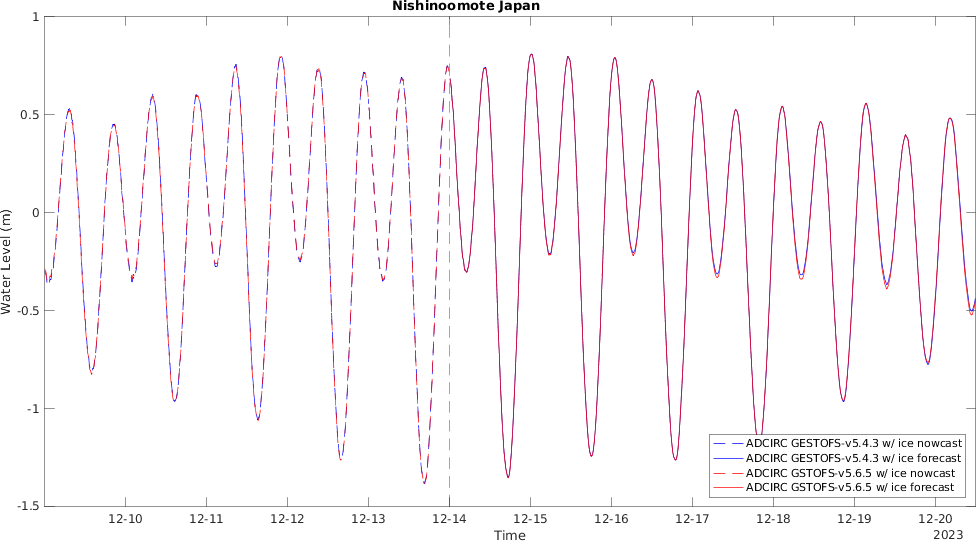 Nishinoomote Japan
1
0.5
0
-0.5
-1
-1.5
Water Level (m)
ADCIRC GESTOFS-v5.4.3 w/ ice nowcast
ADCIRC GESTOFS-v5.4.3 w/ ice forecast
ADCIRC GSTOFS-v5.6.5 w/ ice nowcast
ADCIRC GSTOFS-v5.6.5 w/ ice forecast
12-10 12-11 12-12 12-13 12-14 12-15 12-16 12-17 12-18 12-19 12-20
Time 2023